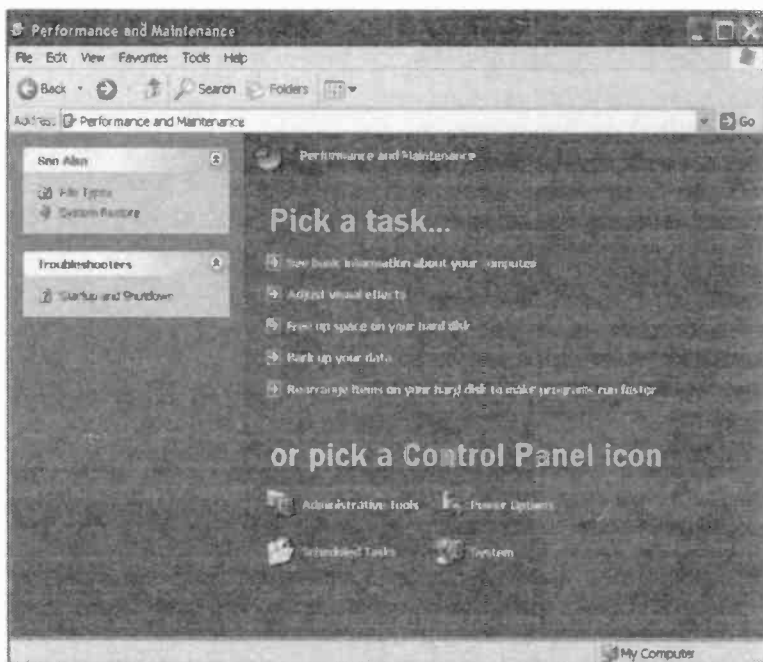 Performance and Maintenance
File Edit View Favorites Tools Help
Back Search Folders
Address Performance and Maintenance Go
See Also
File Types
System Restore
Troubleshooters
Startup and Shutdown
Performance and Maintenance
Pick a task...
See basic information about your computer
Adjust visual effects
Free up space on your hard disk
Back up your data
Rearrange items on your hard disk to make programs run faster
or pick a Control Panel icon
Administrative Tools Power Options
Scheduled Tasks System
My Computer